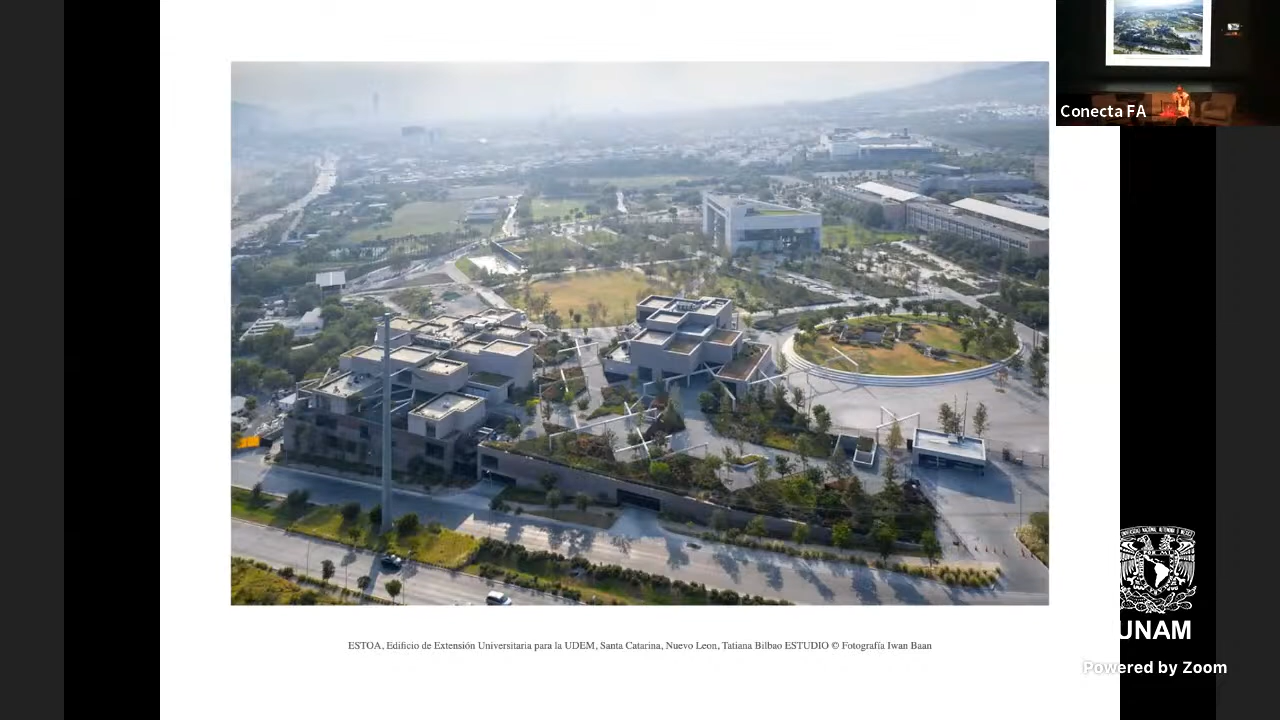 Conecta FA
ESTOA, Edificio de Extensión Universitaria para la UDEM, Santa Catarina, Nuevo Leon, Tatiana Bilbao ESTUDIO © Fotografía Iwan Baan
UNAM
Powered by Zoom